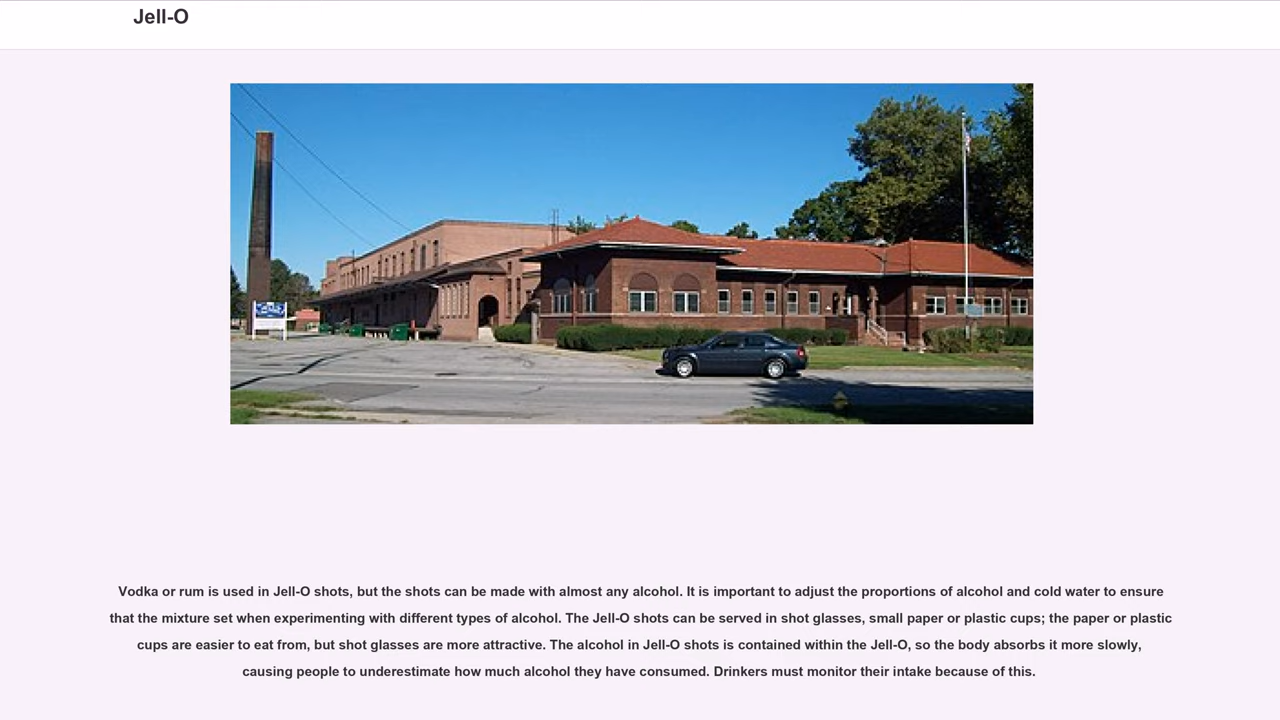 Jell-O
Vodka or rum is used in Jell-O shots, but the shots can be made with almost any alcohol. It is important to adjust the proportions of alcohol and cold water to ensure
that the mixture set when experimenting with different types of alcohol. The Jell-O shots can be served in shot glasses, small paper or plastic cups; the paper or plastic
cups are easier to eat from, but shot glasses are more attractive. The alcohol in Jell-O shots is contained within the Jell-O, so the body absorbs it more slowly,
causing people to underestimate how much alcohol they have consumed. Drinkers must monitor their intake because of this.